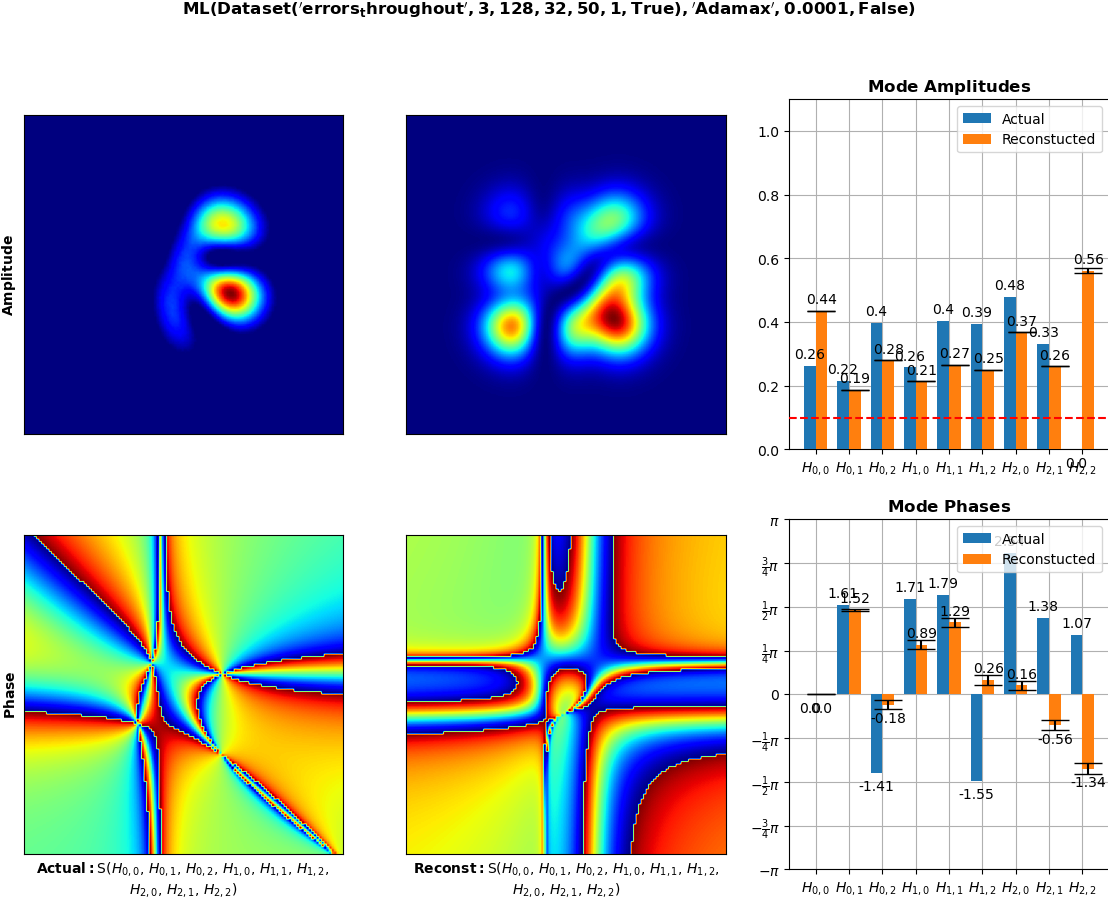 ML(Dataset('errors_throughout', 3, 128, 32, 50, 1, True), 'Adamax', 0.0001, False)
Amplitude
Mode Amplitudes
Actual
Reconstucted
1.0
0.8
0.6
0.4
0.2
0.0
0.26 0.44 0.22 0.19 0.4 0.28 0.26 0.21 0.4 0.27 0.39 0.25 0.48 0.37 0.33 0.26 0.0 0.56
H0,0 H0,1 H0,2 H1,0 H1,1 H1,2 H2,0 H2,1 H2,2
Phase
Mode Phases
Actual
Reconstucted
π
3/4π
1/2π
1/4π
0
−1/4π
−1/2π
−3/4π
−π
0.0 0.0 1.61 1.52 -1.41 -0.18 1.71 0.89 1.79 1.29 -1.55 0.26 0.16 1.38 -0.56 1.07 -1.34
H0,0 H0,1 H0,2 H1,0 H1,1 H1,2 H2,0 H2,1 H2,2
Actual: S(H0,0, H0,1, H0,2, H1,0, H1,1, H1,2,
H2,0, H2,1, H2,2)
Reconst: S(H0,0, H0,1, H0,2, H1,0, H1,1, H1,2,
H2,0, H2,1, H2,2)